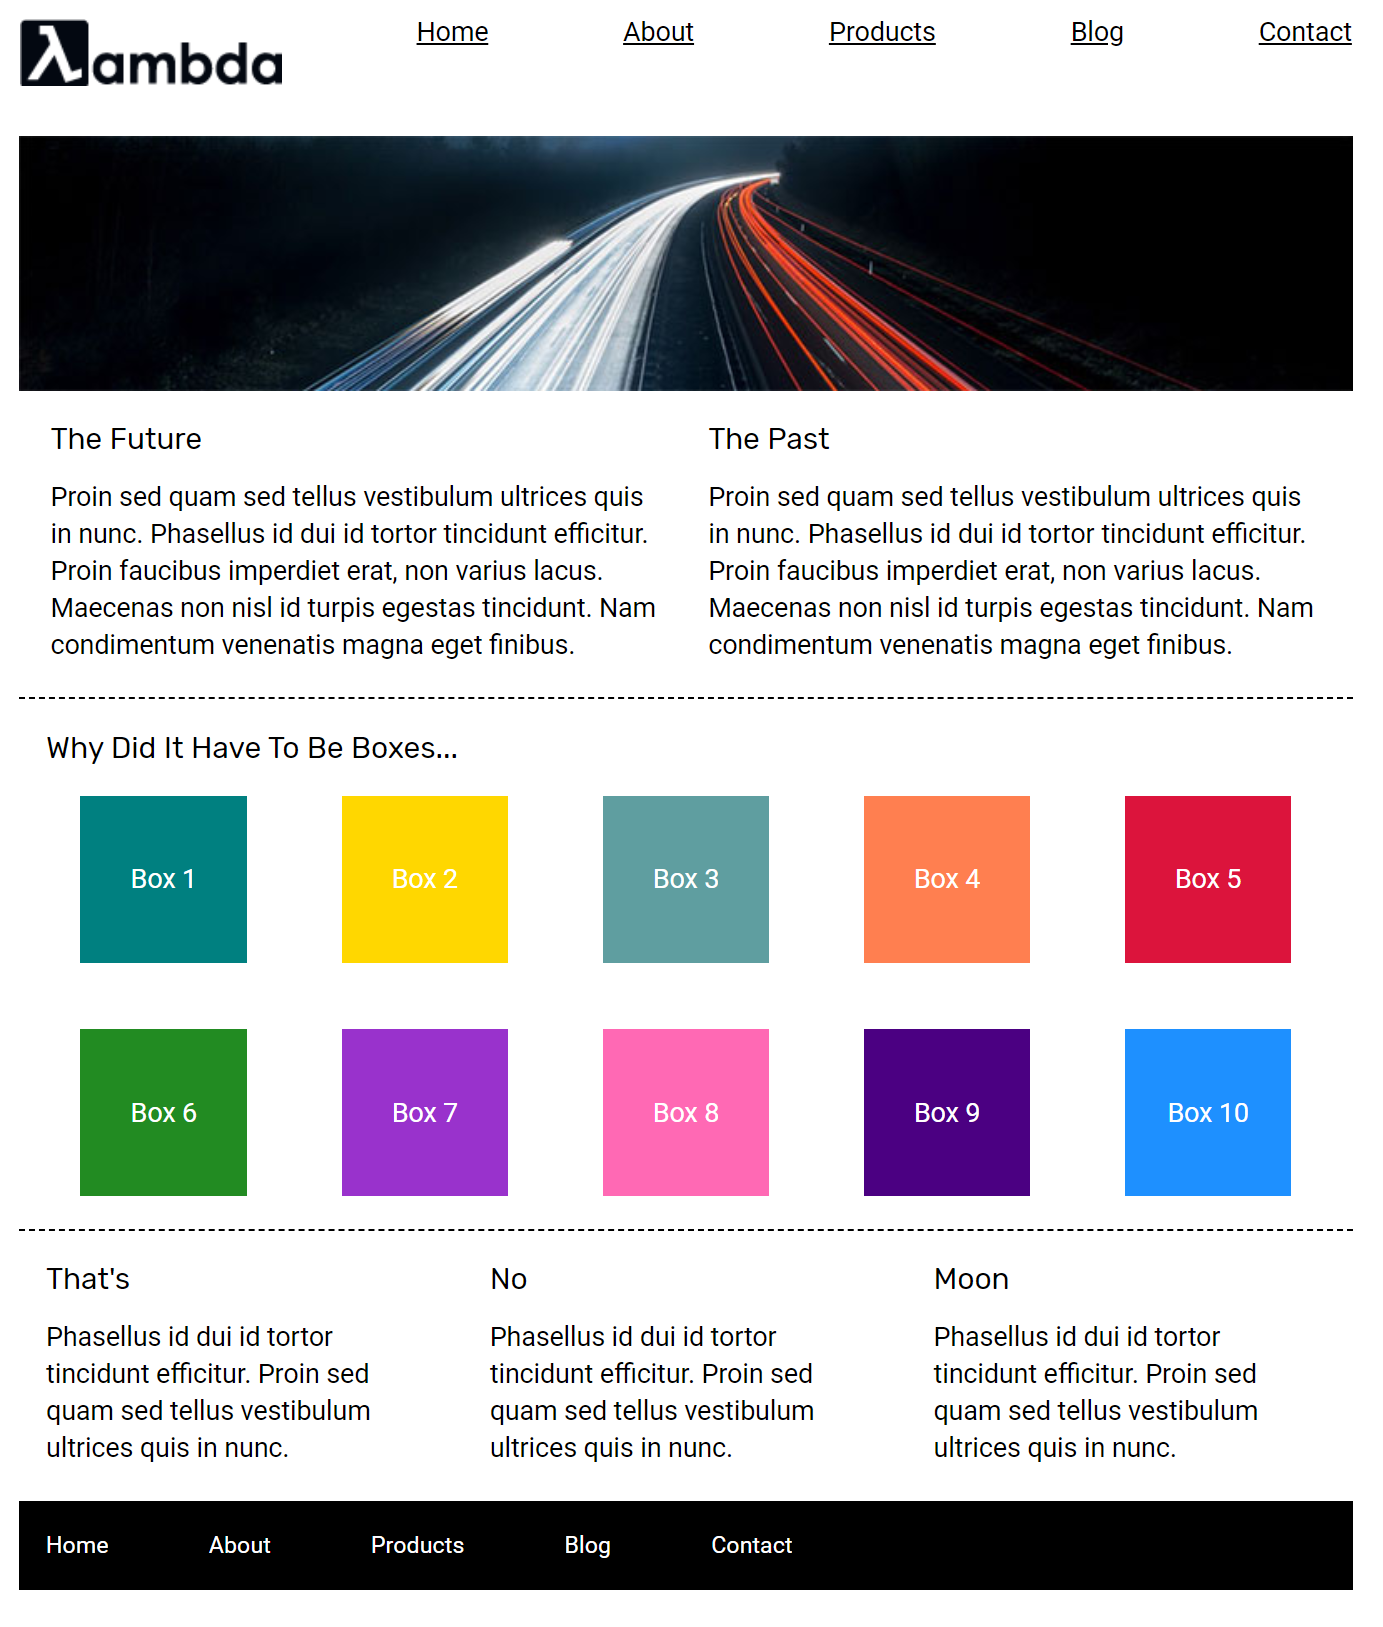 λambda
Home About Products Blog Contact
The Future
Proin sed quam sed tellus vestibulum ultrices quis
in nunc. Phasellus id dui id tortor tincidunt efficitur.
Proin faucibus imperdiet erat, non varius lacus.
Maecenas non nisl id turpis egestas tincidunt. Nam
condimentum venenatis magna eget finibus.
The Past
Proin sed quam sed tellus vestibulum ultrices quis
in nunc. Phasellus id dui id tortor tincidunt efficitur.
Proin faucibus imperdiet erat, non varius lacus.
Maecenas non nisl id turpis egestas tincidunt. Nam
condimentum venenatis magna eget finibus.
Why Did It Have To Be Boxes...
Box 1
Box 2
Box 3
Box 4
Box 5
Box 6
Box 7
Box 8
Box 9
Box 10
That's
Phasellus id dui id tortor
tincidunt efficitur. Proin sed
quam sed tellus vestibulum
ultrices quis in nunc.
No
Phasellus id dui id tortor
tincidunt efficitur. Proin sed
quam sed tellus vestibulum
ultrices quis in nunc.
Moon
Phasellus id dui id tortor
tincidunt efficitur. Proin sed
quam sed tellus vestibulum
ultrices quis in nunc.
Home About Products Blog Contact